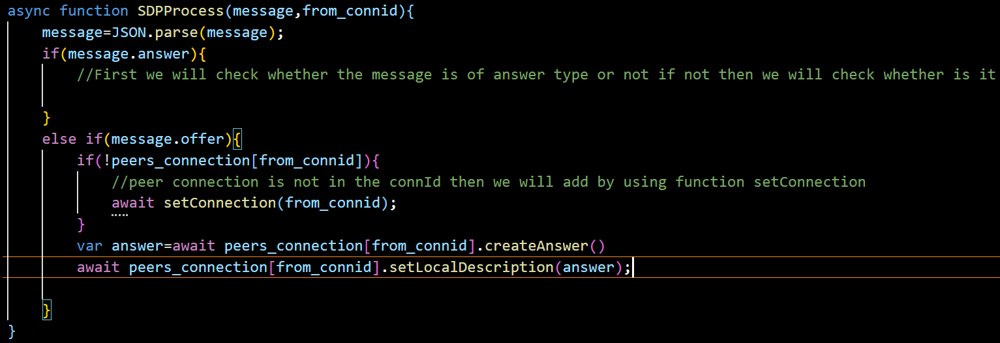 async function SDPProcess(message,from_connid){
message=JSON.parse(message);
if(message.answer){
//First we will check whether the message is of answer type or not if not then we will check whether is it
}
else if(message.offer){
if(!peers_connection[from_connid]){
//peer connection is not in the connId then we will add by using function setConnection
await setConnection(from_connid);
}
var answer=await peers_connection[from_connid].createAnswer()
await peers_connection[from_connid].setLocalDescription(answer);
}
}